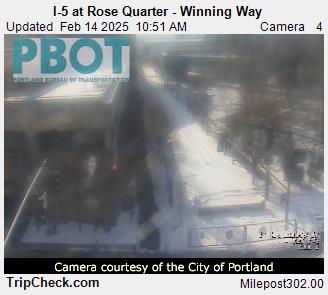 I-5 at Rose Quarter - Winning Way
Updated Feb 14 2025 10:51 AM Camera 4
PBOT
PORTLAND BUREAU OF TRANSPORTATION
Camera courtesy of the City of Portland
TripCheck.com Milepost302.00